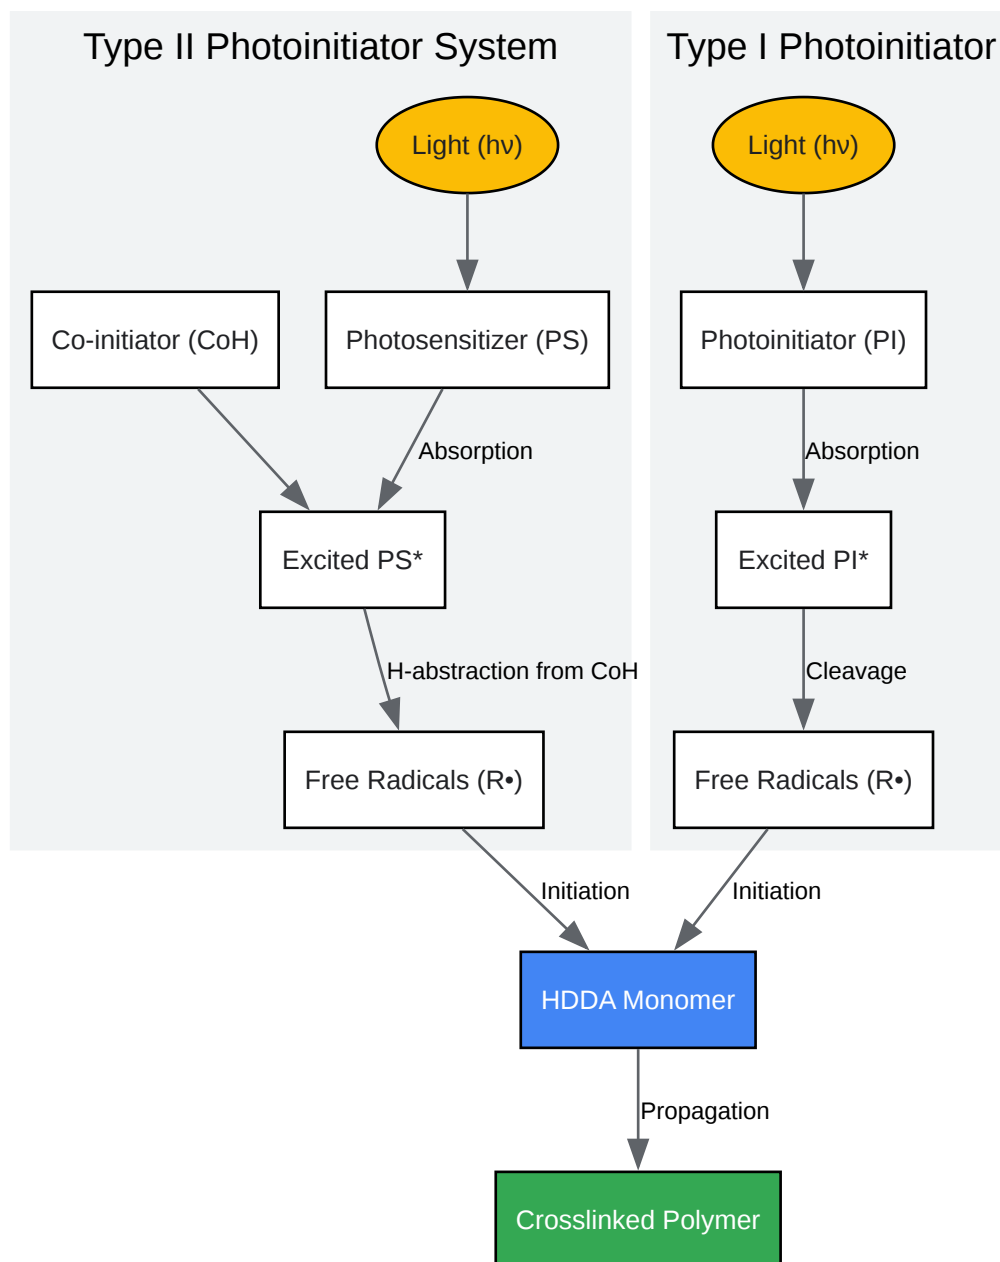 Type II Photoinitiator System
Type I Photoinitiator
Light (hν)
Light (hν)
Co-initiator (CoH)
Photosensitizer (PS)
Photoinitiator (PI)
Absorption
Absorption
Excited PS*
Excited PI*
H-abstraction from CoH
Cleavage
Free Radicals (R•)
Free Radicals (R•)
Initiation
Initiation
HDDA Monomer
Propagation
Crosslinked Polymer